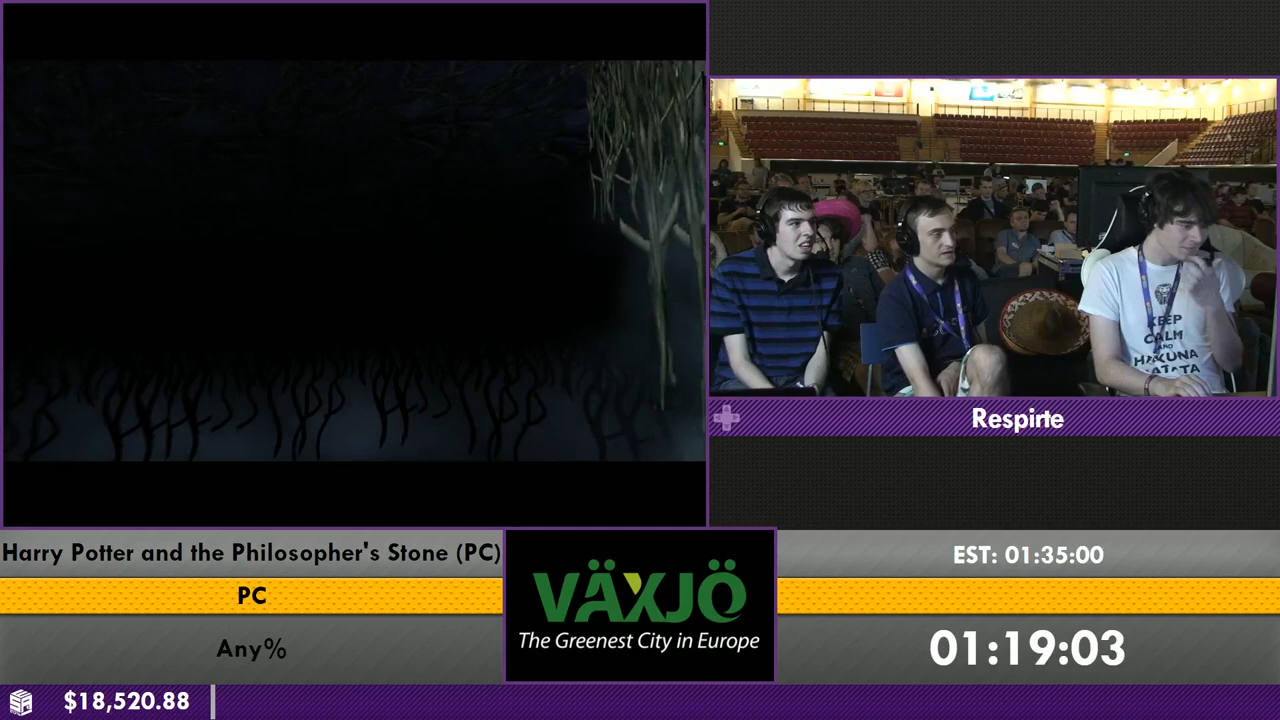 KEEP
CALM
AND
HAKUNA
MATATA
Respirte
Harry Potter and the Philosopher's Stone (PC)
PC
Any%
VÄXJÖ
The Greenest City in Europe
EST: 01:35:00
01:19:03
$18,520.88